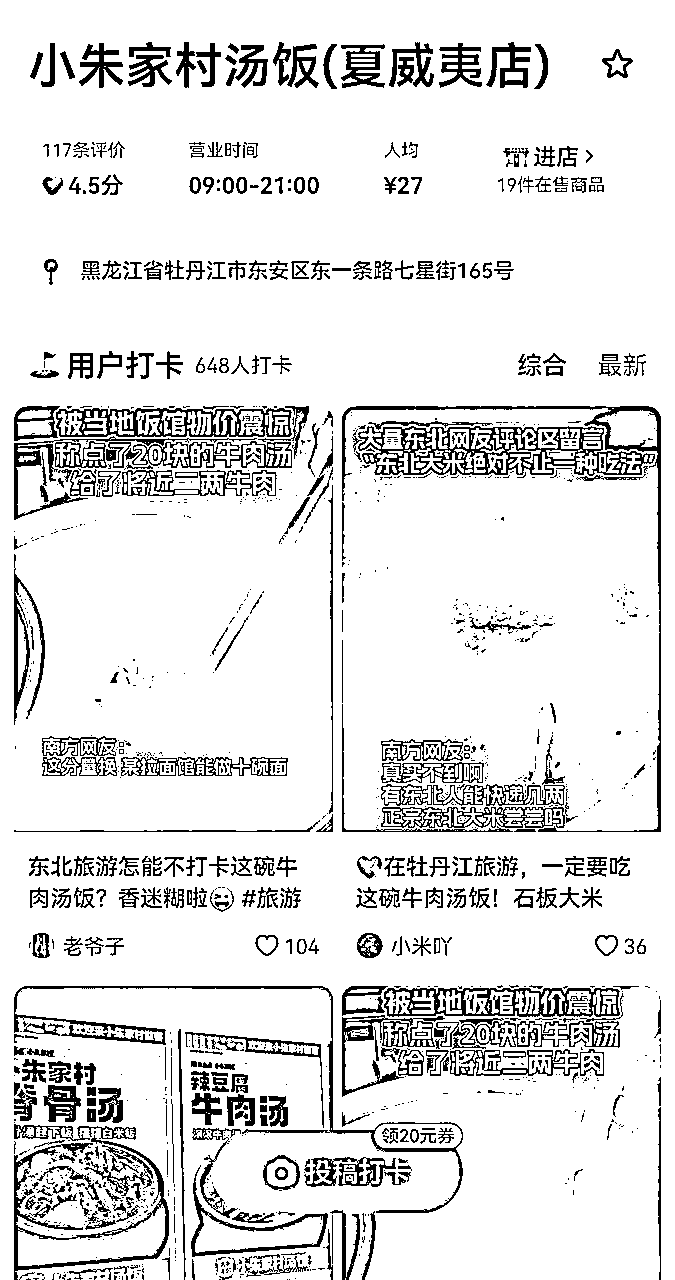 小朱家村汤饭(夏威夷店)
117条评价
营业时间
人均
进店
4.5分
09:00-21:00
¥27
19件在售商品
黑龙江省牡丹江市东安区东一条路七星街165号
用户打卡 648人打卡
综合 最新
被当地饭馆物价震惊
称点了20块的牛肉汤
给了将近二两牛肉
南方网友:
这分量换某拉面馆能做十碗面
大量东北网友评论区留言
“东北大米绝对不止一种吃法”
南方网友:
真买不到啊
有东北人能快递几两
正宗东北大米尝尝吗
东北旅游怎能不打卡这碗牛
肉汤饭？香迷糊啦 #旅游
老爷子 104
在牡丹江旅游，一定要吃
这碗牛肉汤饭！石板大米
小米吖 36
朱家村
脊骨汤
辣豆腐
牛肉汤
被当地饭馆物价震惊
称点了20块的牛肉汤
给了将近二两牛肉
领20元券
投稿打卡